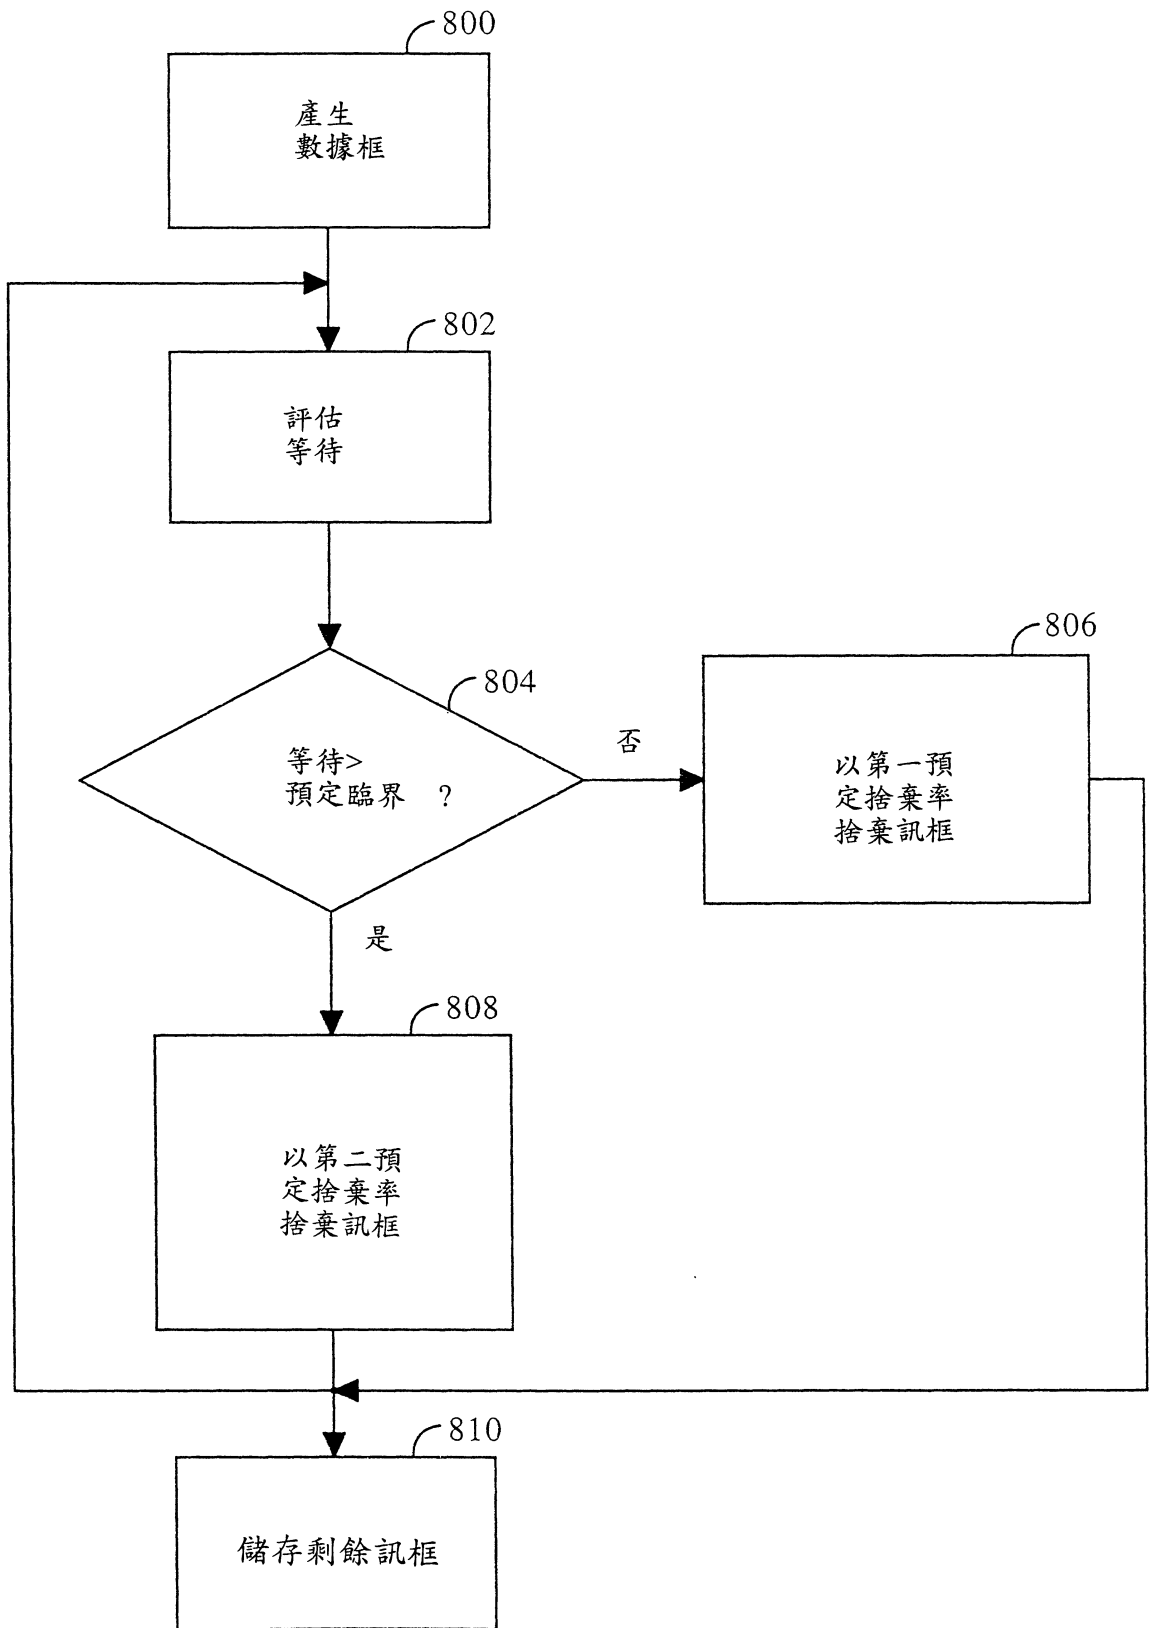 800
產生
數據框
802
評估
等待
804
等待>
預定臨界 ?
否
806
以第一預
定捨棄率
捨棄訊框
是
808
以第二預
定捨棄率
捨棄訊框
810
儲存剩餘訊框